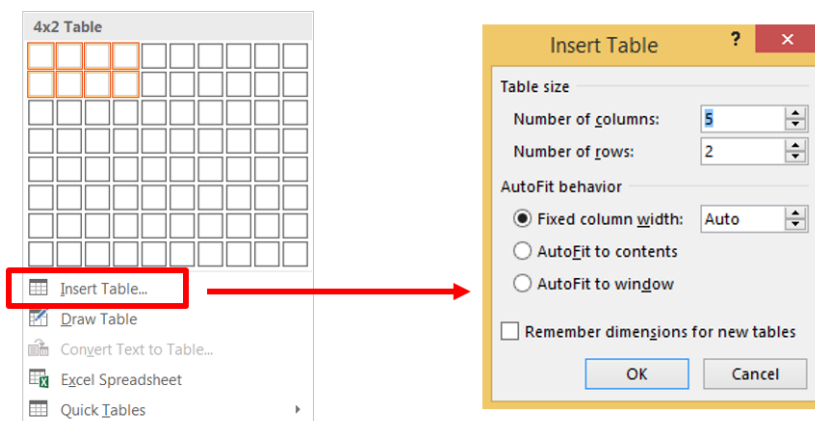 4x2 Table
Insert Table...
Draw Table
Convert Text to Table...
Excel Spreadsheet
Quick Tables
Insert Table ?
Table size
Number of columns: 5
Number of rows: 2
AutoFit behavior
Fixed column width: Auto
AutoFit to contents
AutoFit to window
Remember dimensions for new tables
OK Cancel